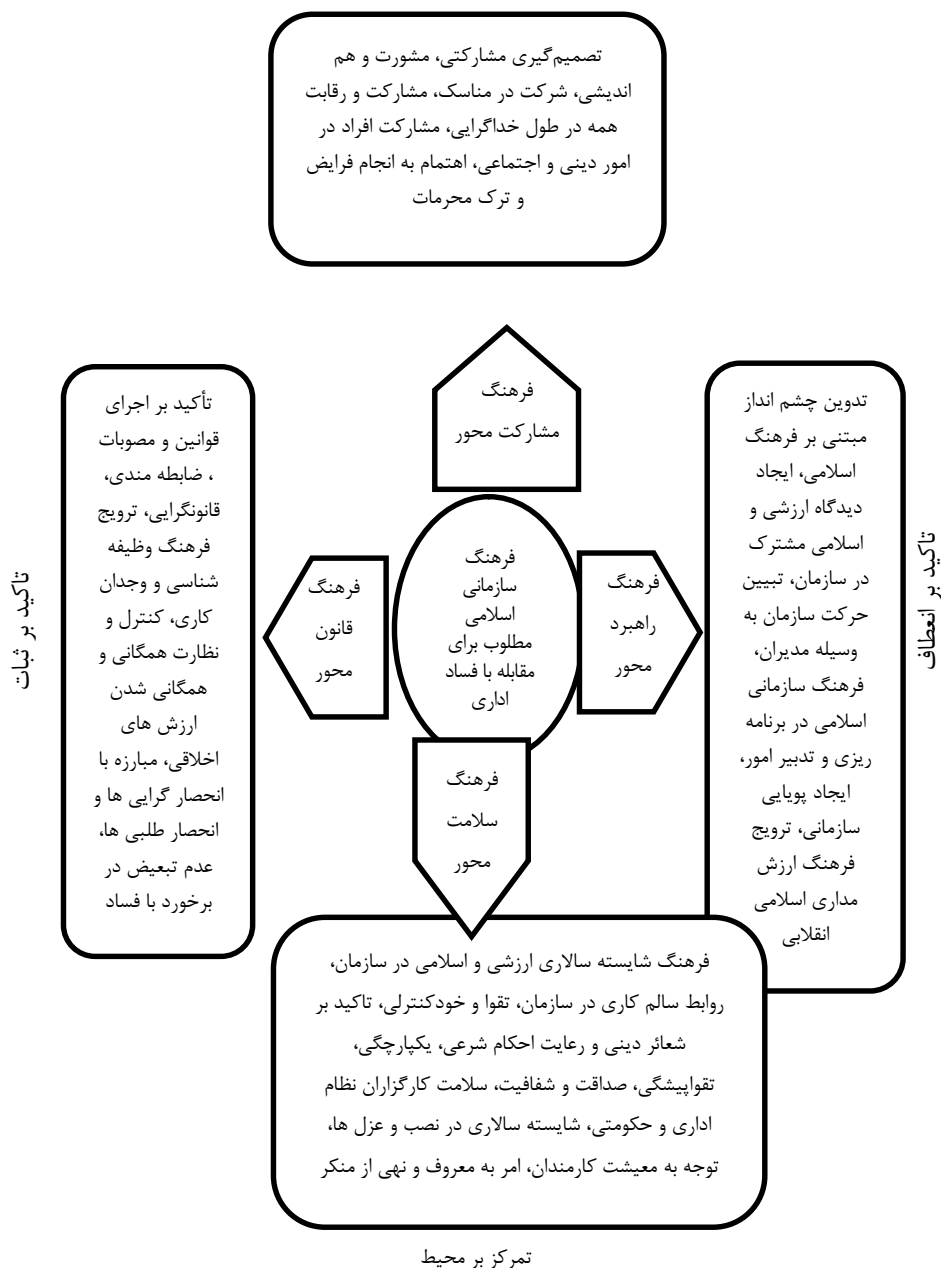 تصمیم‌گیری مشارکتی، مشورت و هم
اندیشی، شرکت در مناسک، مشارکت و رقابت
همه در طول خداگرایی، مشارکت افراد در
امور دینی و اجتماعی، اهتمام به انجام فرایض
و ترک محرمات
فرهنگ
مشارکت محور
تدوین چشم انداز
مبتنی بر فرهنگ
اسلامی، ایجاد
دیدگاه ارزشی و
اسلامی مشترک
در سازمان، تبیین
حرکت سازمان به
وسیله مدیران،
فرهنگ سازمانی
اسلامی در برنامه
ریزی و تدبیر امور،
ایجاد پویایی
سازمانی، ترویج
فرهنگ ارزش
مداری اسلامی
انقلابی
تاکید بر انعطاف
فرهنگ
راهبرد
محور
فرهنگ
سازمانی
اسلامی
مطلوب برای
مقابله با فساد
اداری
فرهنگ
قانون
محور
تأکید بر اجرای
قوانین و مصوبات
، ضابطه مندی،
قانونگرایی، ترویج
فرهنگ وظیفه
شناسی و وجدان
کاری، کنترل و
نظارت همگانی و
همگانی شدن
ارزش های
اخلاقی، مبارزه با
انحصار گرایی ها و
انحصار طلبی ها،
عدم تبعیض در
برخورد با فساد
تاکید بر ثبات
فرهنگ
سلامت
محور
فرهنگ شایسته سالاری ارزشی و اسلامی در سازمان،
روابط سالم کاری در سازمان، تقوا و خودکنترلی، تاکید بر
شعائر دینی و رعایت احکام شرعی، یکپارچگی،
تقواپیشگی، صداقت و شفافیت، سلامت کارگزاران نظام
اداری و حکومتی، شایسته سالاری در نصب و عزل ها،
توجه به معیشت کارمندان، امر به معروف و نهی از منکر
تمرکز بر محیط